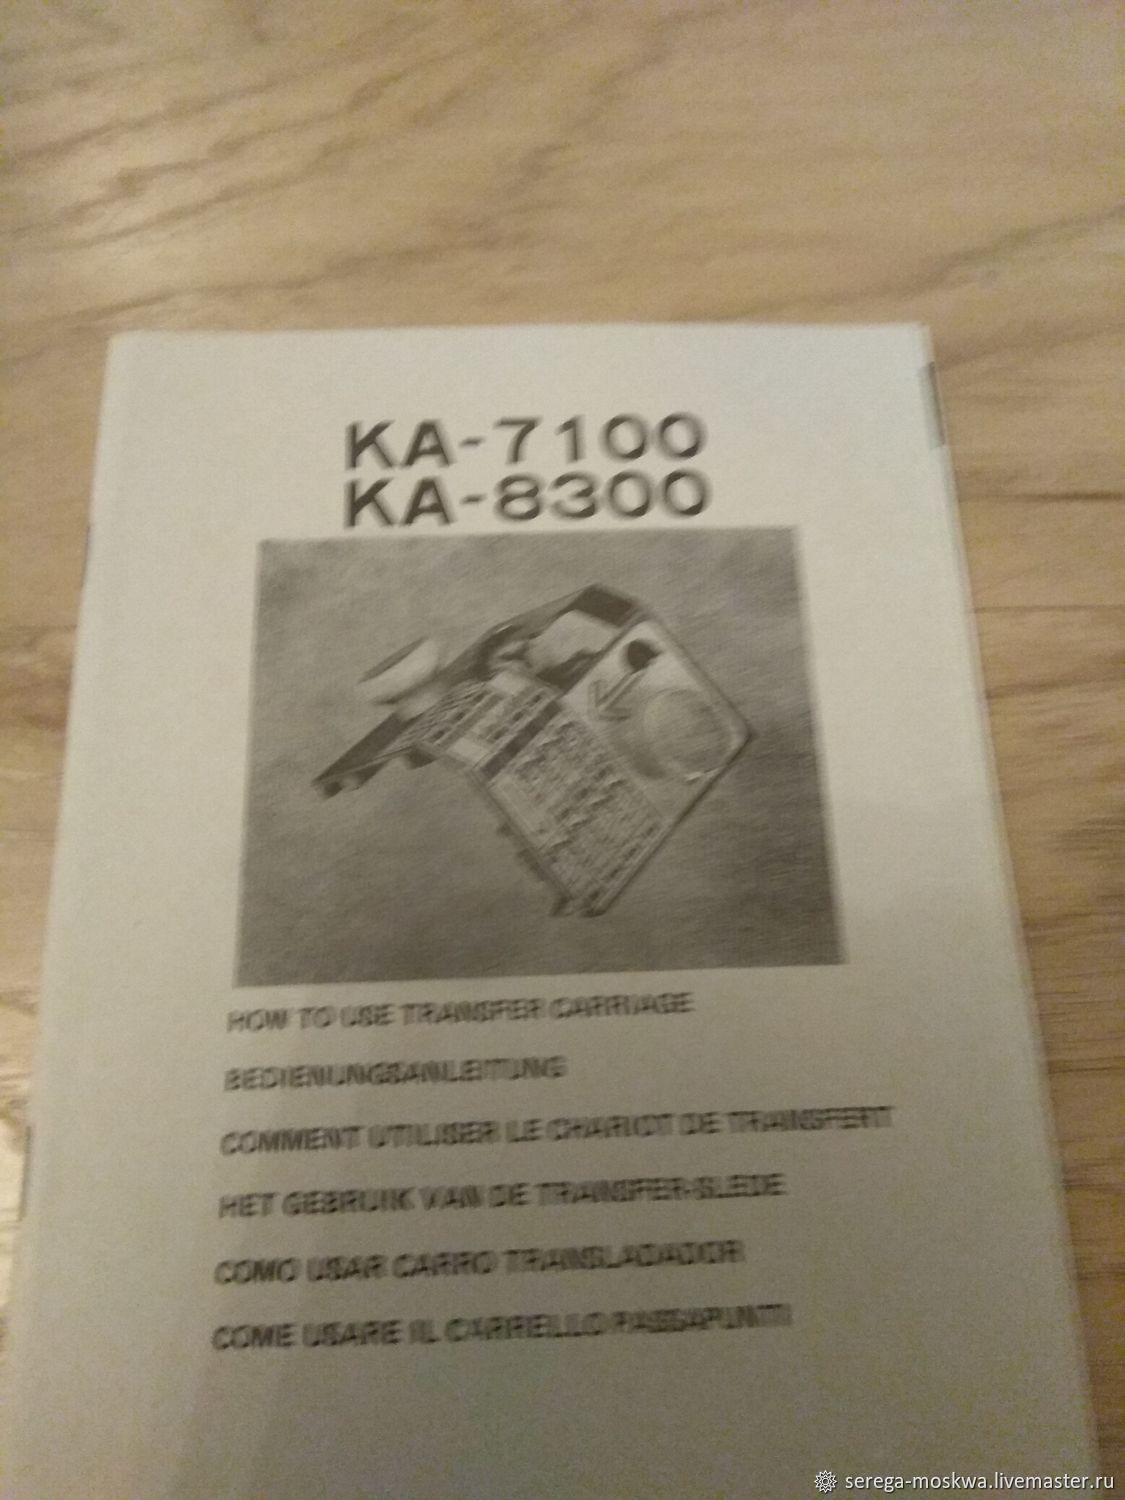 KA-7100
KA-8300
HOW TO USE TRANSFER CARRIAGE
BEDIENUNGSANLEITUNG
COMMENT UTILISER LE CHARIOT DE TRANSFERT
HET GEBRUIK VAN DE TRANSFER-SLEDE
COMO USAR CARRO TRANSLADADOR
COME USARE IL CARRELLO PASSAPUNTI
serega-moskwa.livemaster.ru